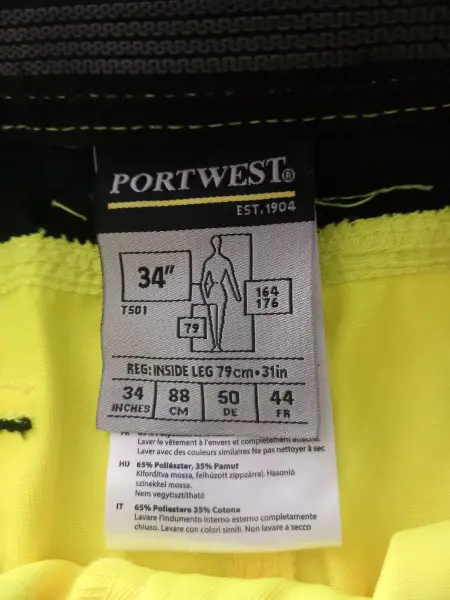 PORTWEST®
EST.1904
34"
T501
164
176
79
REG: INSIDE LEG 79cm•31in
34 INCHES
88 CM
50 DE
44 FR
Laver le vêtement à l'envers et complètement attaché.
Laver avec des couleurs similaires Ne pas nettoyer à sec
HU 65% Poliészter, 35% Pamut
Kifordítva mossa, felhúzott zippzárral. Hasonló
színekkel mossa.
Nem vegytisztítható
IT 65% Poliestere 35% Cotone
Lavare l'indumento interno esterno completamente
chiuso. Lavare con colori simili. Non lavare a secco